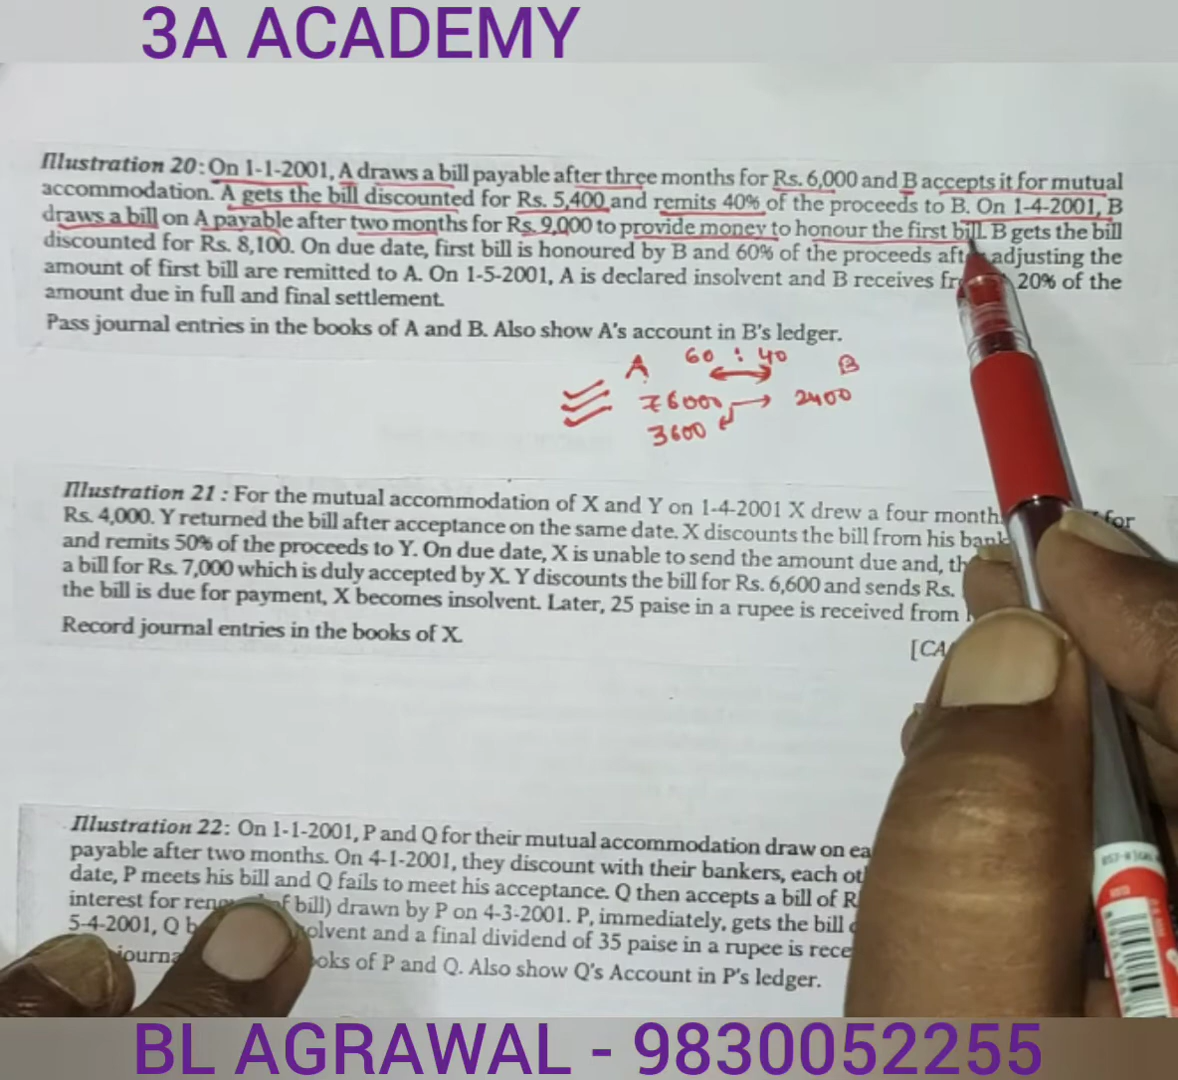 3A ACADEMY
Illustration 20: On 1-1-2001, A draws a bill payable after three months for Rs. 6,000 and B accepts it for mutual
accommodation. A gets the bill discounted for Rs. 5,400 and remits 40% of the proceeds to B. On 1-4-2001, B
draws a bill on A payable after two months for Rs. 9,000 to provide money to honour the first bill. B gets the bill
discounted for Rs. 8,100. On due date, first bill is honoured by B and 60% of the proceeds adjusting the
amount of first bill are remitted to A. On 1-5-2001, A is declared insolvent and B receives 20% of the
amount due in full and final settlement.
Pass journal entries in the books of A and B. Also show A's account in B's ledger.
A 60 : 40 B
6000 2400
3600
Illustration 21 : For the mutual accommodation of X and Y on 1-4-2001 X drew a four for
Rs. 4,000. Y returned the bill after acceptance on the same date. X discounts the bill from his
and remits 50% of the proceeds to Y. On due date, X is unable to send the amount due and,
a bill for Rs. 7,000 which is duly accepted by X. Y discounts the bill for Rs. 6,600 and sends Rs.
the bill is due for payment, X becomes insolvent. Later, 25 paise in a rupee is received from
Record journal entries in the books of X.
[CA
Illustration 22: On 1-1-2001, P and Q for their mutual accommodation draw on
payable after two months. On 4-1-2001, they discount with their bankers, each
date, P meets his bill and Q fails to meet his acceptance. Q then accepts a bill of
interest for bill) drawn by P on 4-3-2001. P, immediately, gets the bill
5-4-2001, Q and a final dividend of 35 paise in a rupee is
of P and Q. Also show Q's Account in P's ledger.
BL AGRAWAL - 9830052255